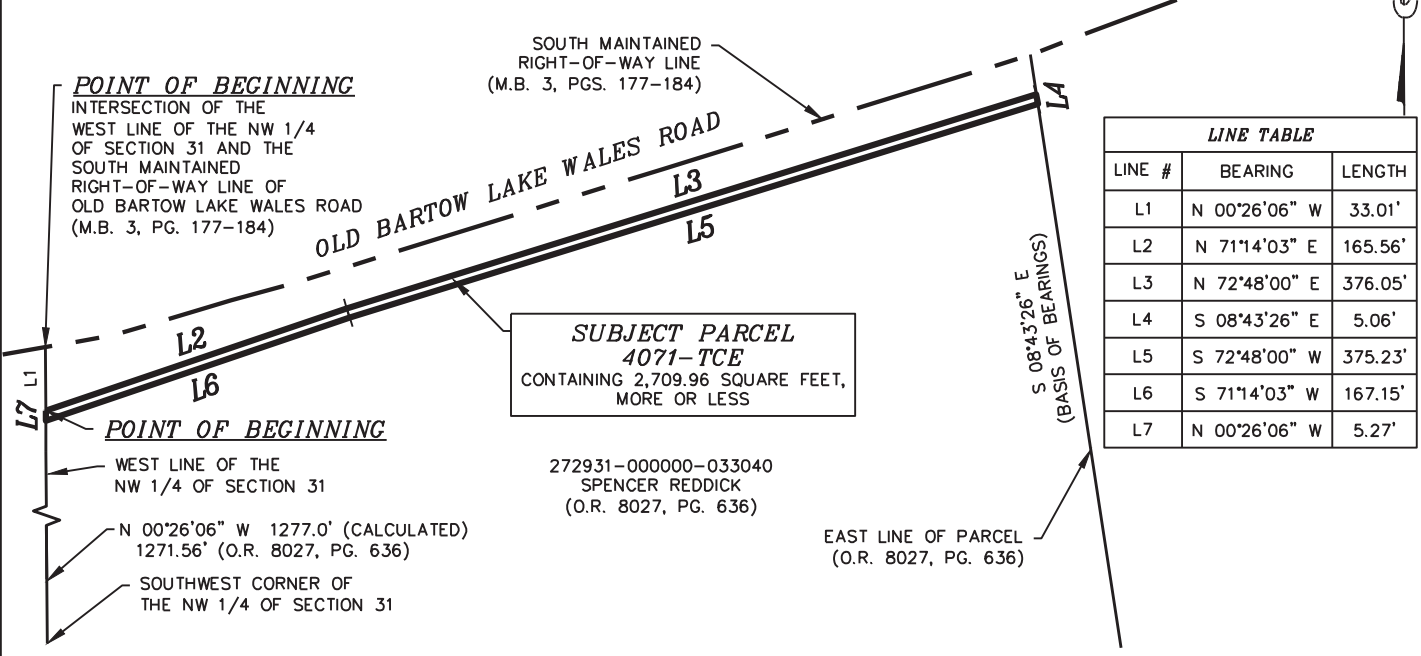 SOUTH MAINTAINED
RIGHT-OF-WAY LINE
(M.B. 3, PGS. 177-184)
POINT OF BEGINNING
INTERSECTION OF THE
WEST LINE OF THE NW 1/4
OF SECTION 31 AND THE
SOUTH MAINTAINED
RIGHT-OF-WAY LINE OF
OLD BARTOW LAKE WALES ROAD
(M.B. 3, PG. 177-184)
OLD BARTOW LAKE WALES ROAD
L4
L3
L5
L2
L6
L1
L7
SUBJECT PARCEL
4071-TCE
CONTAINING 2,709.96 SQUARE FEET,
MORE OR LESS
S 08°43'26" E
(BASIS OF BEARINGS)
LINE TABLE
LINE # BEARING LENGTH
L1 N 00°26'06" W 33.01'
L2 N 71°14'03" E 165.56'
L3 N 72°48'00" E 376.05'
L4 S 08°43'26" E 5.06'
L5 S 72°48'00" W 375.23'
L6 S 71°14'03" W 167.15'
L7 N 00°26'06" W 5.27'
POINT OF BEGINNING
WEST LINE OF THE
NW 1/4 OF SECTION 31
272931-000000-033040
SPENCER REDDICK
(O.R. 8027, PG. 636)
N 00°26'06" W 1277.0' (CALCULATED)
1271.56' (O.R. 8027, PG. 636)
EAST LINE OF PARCEL
(O.R. 8027, PG. 636)
SOUTHWEST CORNER OF
THE NW 1/4 OF SECTION 31